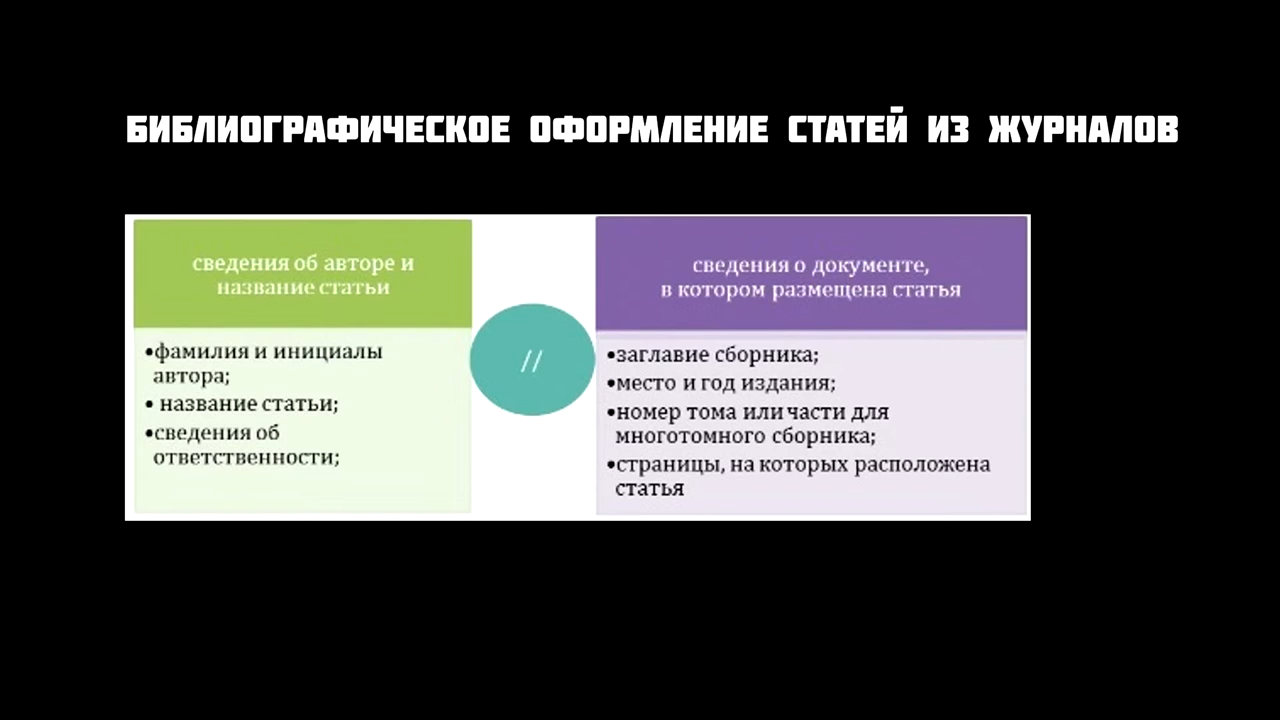 БИБЛИОГРАФИЧЕСКОЕ ОФОРМЛЕНИЕ СТАТЕЙ ИЗ ЖУРНАЛОВ
сведения об авторе и
название статьи
•фамилия и инициалы
автора;
• название статьи;
•сведения об
ответственности;
//
сведения о документе,
в котором размещена статья
•заглавие сборника;
•место и год издания;
•номер тома или части для
многотомного сборника;
•страницы, на которых расположена
статья